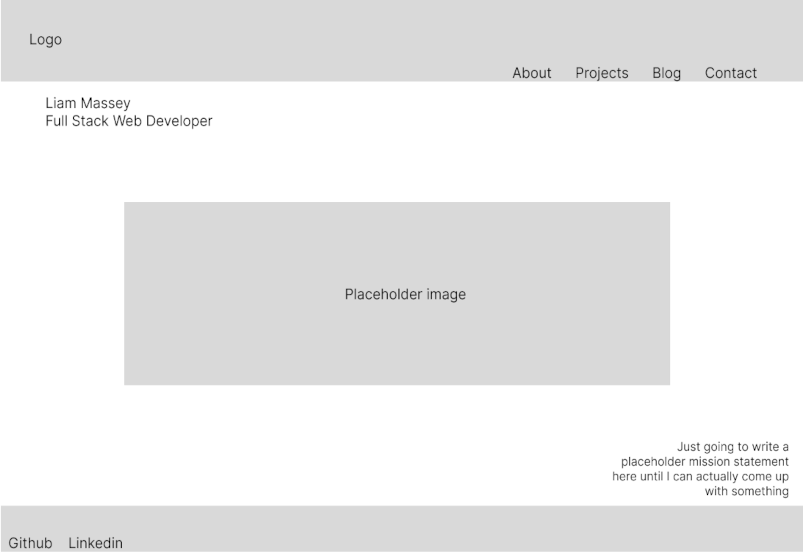 Logo
About Projects Blog Contact
Liam Massey
Full Stack Web Developer
Placeholder image
Just going to write a
placeholder mission statement
here until I can actually come up
with something
Github Linkedin